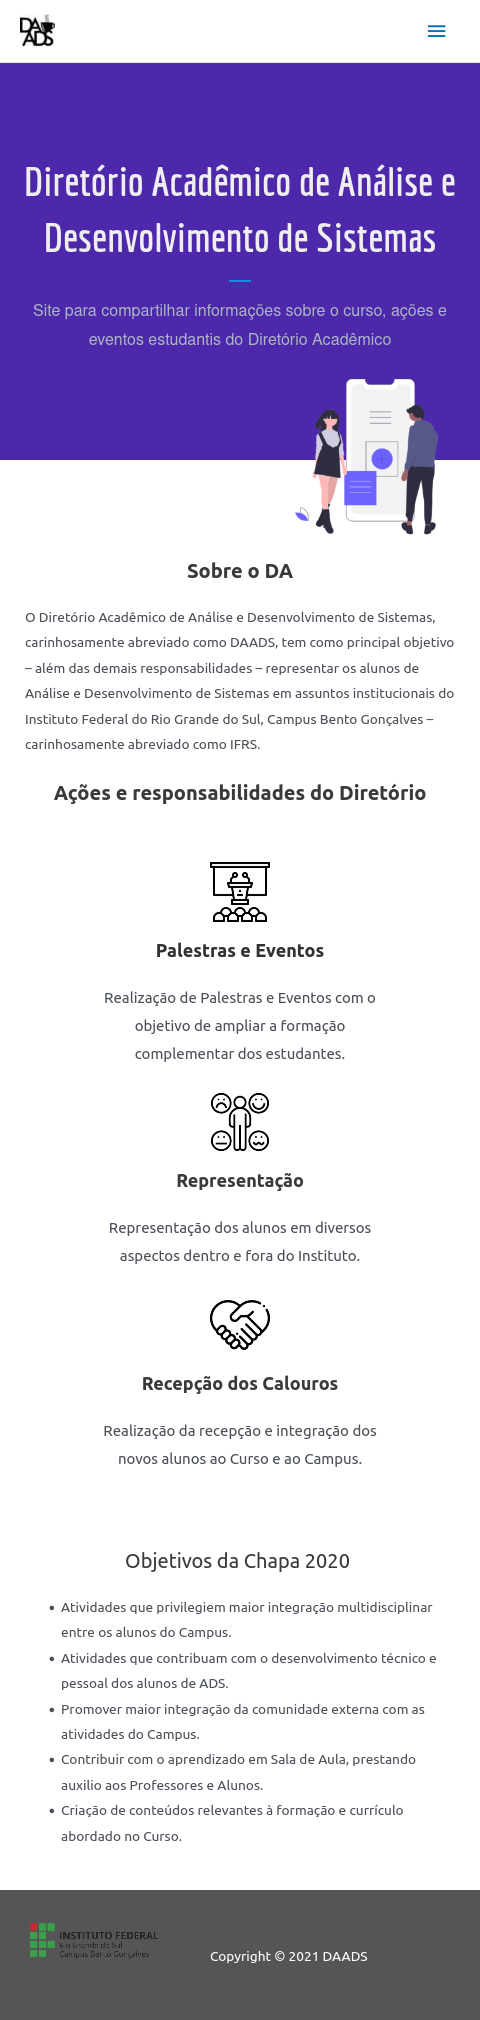 DA
ADS
Diretório Acadêmico de Análise e
Desenvolvimento de Sistemas
Site para compartilhar informações sobre o curso, ações e
eventos estudantis do Diretório Acadêmico
Sobre o DA
O Diretório Acadêmico de Análise e Desenvolvimento de Sistemas,
carinhosamente abreviado como DAADS, tem como principal objetivo
– além das demais responsabilidades – representar os alunos de
Análise e Desenvolvimento de Sistemas em assuntos institucionais do
Instituto Federal do Rio Grande do Sul, Campus Bento Gonçalves –
carinhosamente abreviado como IFRS.
Ações e responsabilidades do Diretório
Palestras e Eventos
Realização de Palestras e Eventos com o
objetivo de ampliar a formação
complementar dos estudantes.
Representação
Representação dos alunos em diversos
aspectos dentro e fora do Instituto.
Recepção dos Calouros
Realização da recepção e integração dos
novos alunos ao Curso e ao Campus.
Objetivos da Chapa 2020
• Atividades que privilegiem maior integração multidisciplinar
entre os alunos do Campus.
• Atividades que contribuam com o desenvolvimento técnico e
pessoal dos alunos de ADS.
• Promover maior integração da comunidade externa com as
atividades do Campus.
• Contribuir com o aprendizado em Sala de Aula, prestando
auxilio aos Professores e Alunos.
• Criação de conteúdos relevantes à formação e currículo
abordado no Curso.
INSTITUTO FEDERAL
Rio Grande do Sul
Campus Bento Gonçalves
Copyright © 2021 DAADS